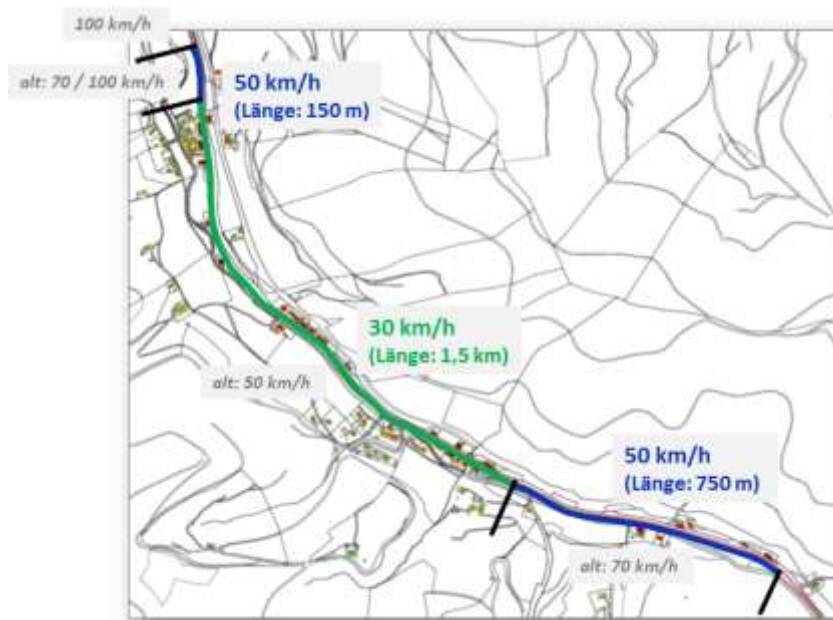 100 km/h
alt: 70 / 100 km/h
50 km/h
(Länge: 150 m)
30 km/h
(Länge: 1,5 km)
alt: 50 km/h
50 km/h
(Länge: 750 m)
alt: 70 km/h